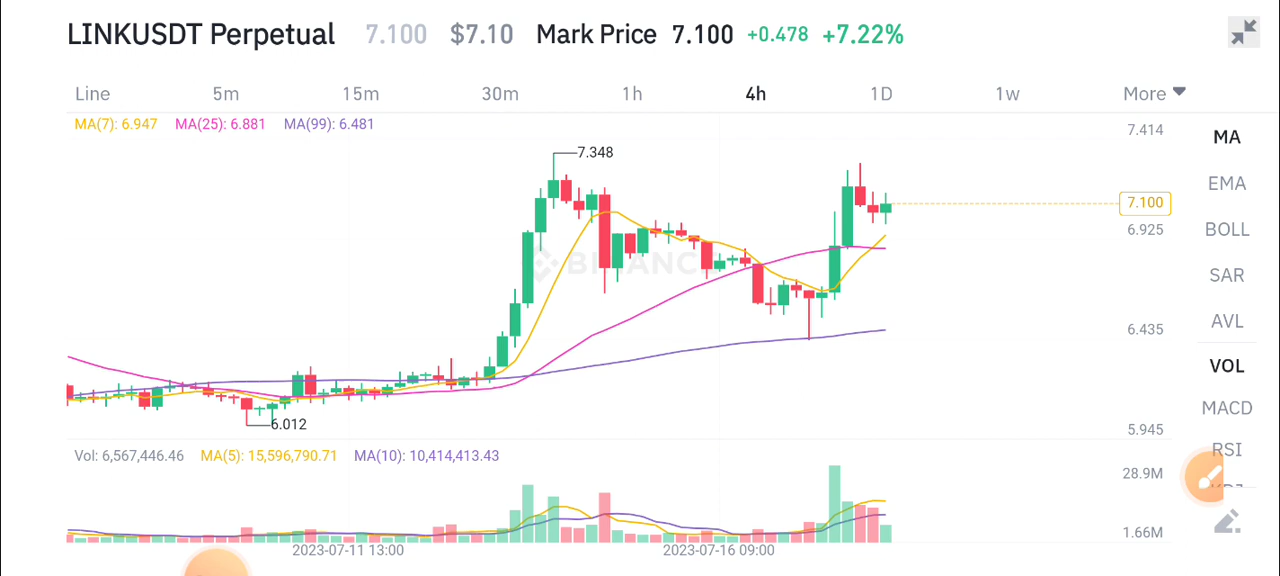 LINKUSDT Perpetual 7.100 $7.10 Mark Price 7.100 +0.478 +7.22%
Line 5m 15m 30m 1h 4h 1D 1w More
MA(7): 6.947 MA(25): 6.881 MA(99): 6.481
7.414
MA
7.348
EMA
7.100
6.925
BOLL
BINANCE
SAR
AVL
6.435
VOL
MACD
6.012
5.945
RSI
Vol: 6,567,446.46 MA(5): 15,596,790.71 MA(10): 10,414,413.43
28.9M
1.66M
2023-07-11 13:00 2023-07-16 09:00